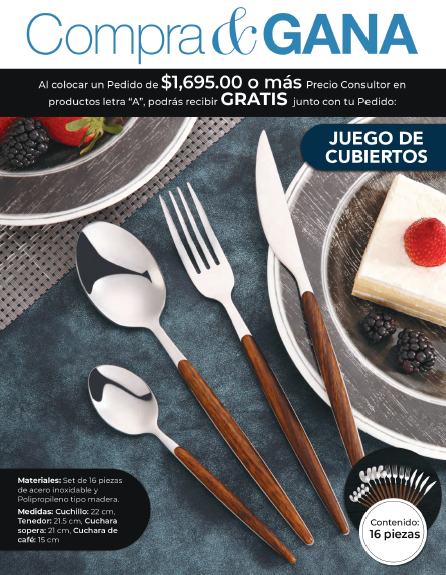 Compra & GANA
Al colocar un Pedido de $1,695.00 o más Precio Consultor en
productos letra "A", podrás recibir GRATIS junto con tu Pedido:
JUEGO DE
CUBIERTOS
Materiales: Set de 16 piezas
de acero inoxidable y
Polipropileno tipo madera.
Medidas: Cuchillo: 22 cm,
Tenedor: 21.5 cm, Cuchara
sopera: 21 cm, Cuchara de
café: 15 cm
Contenido:
16 piezas